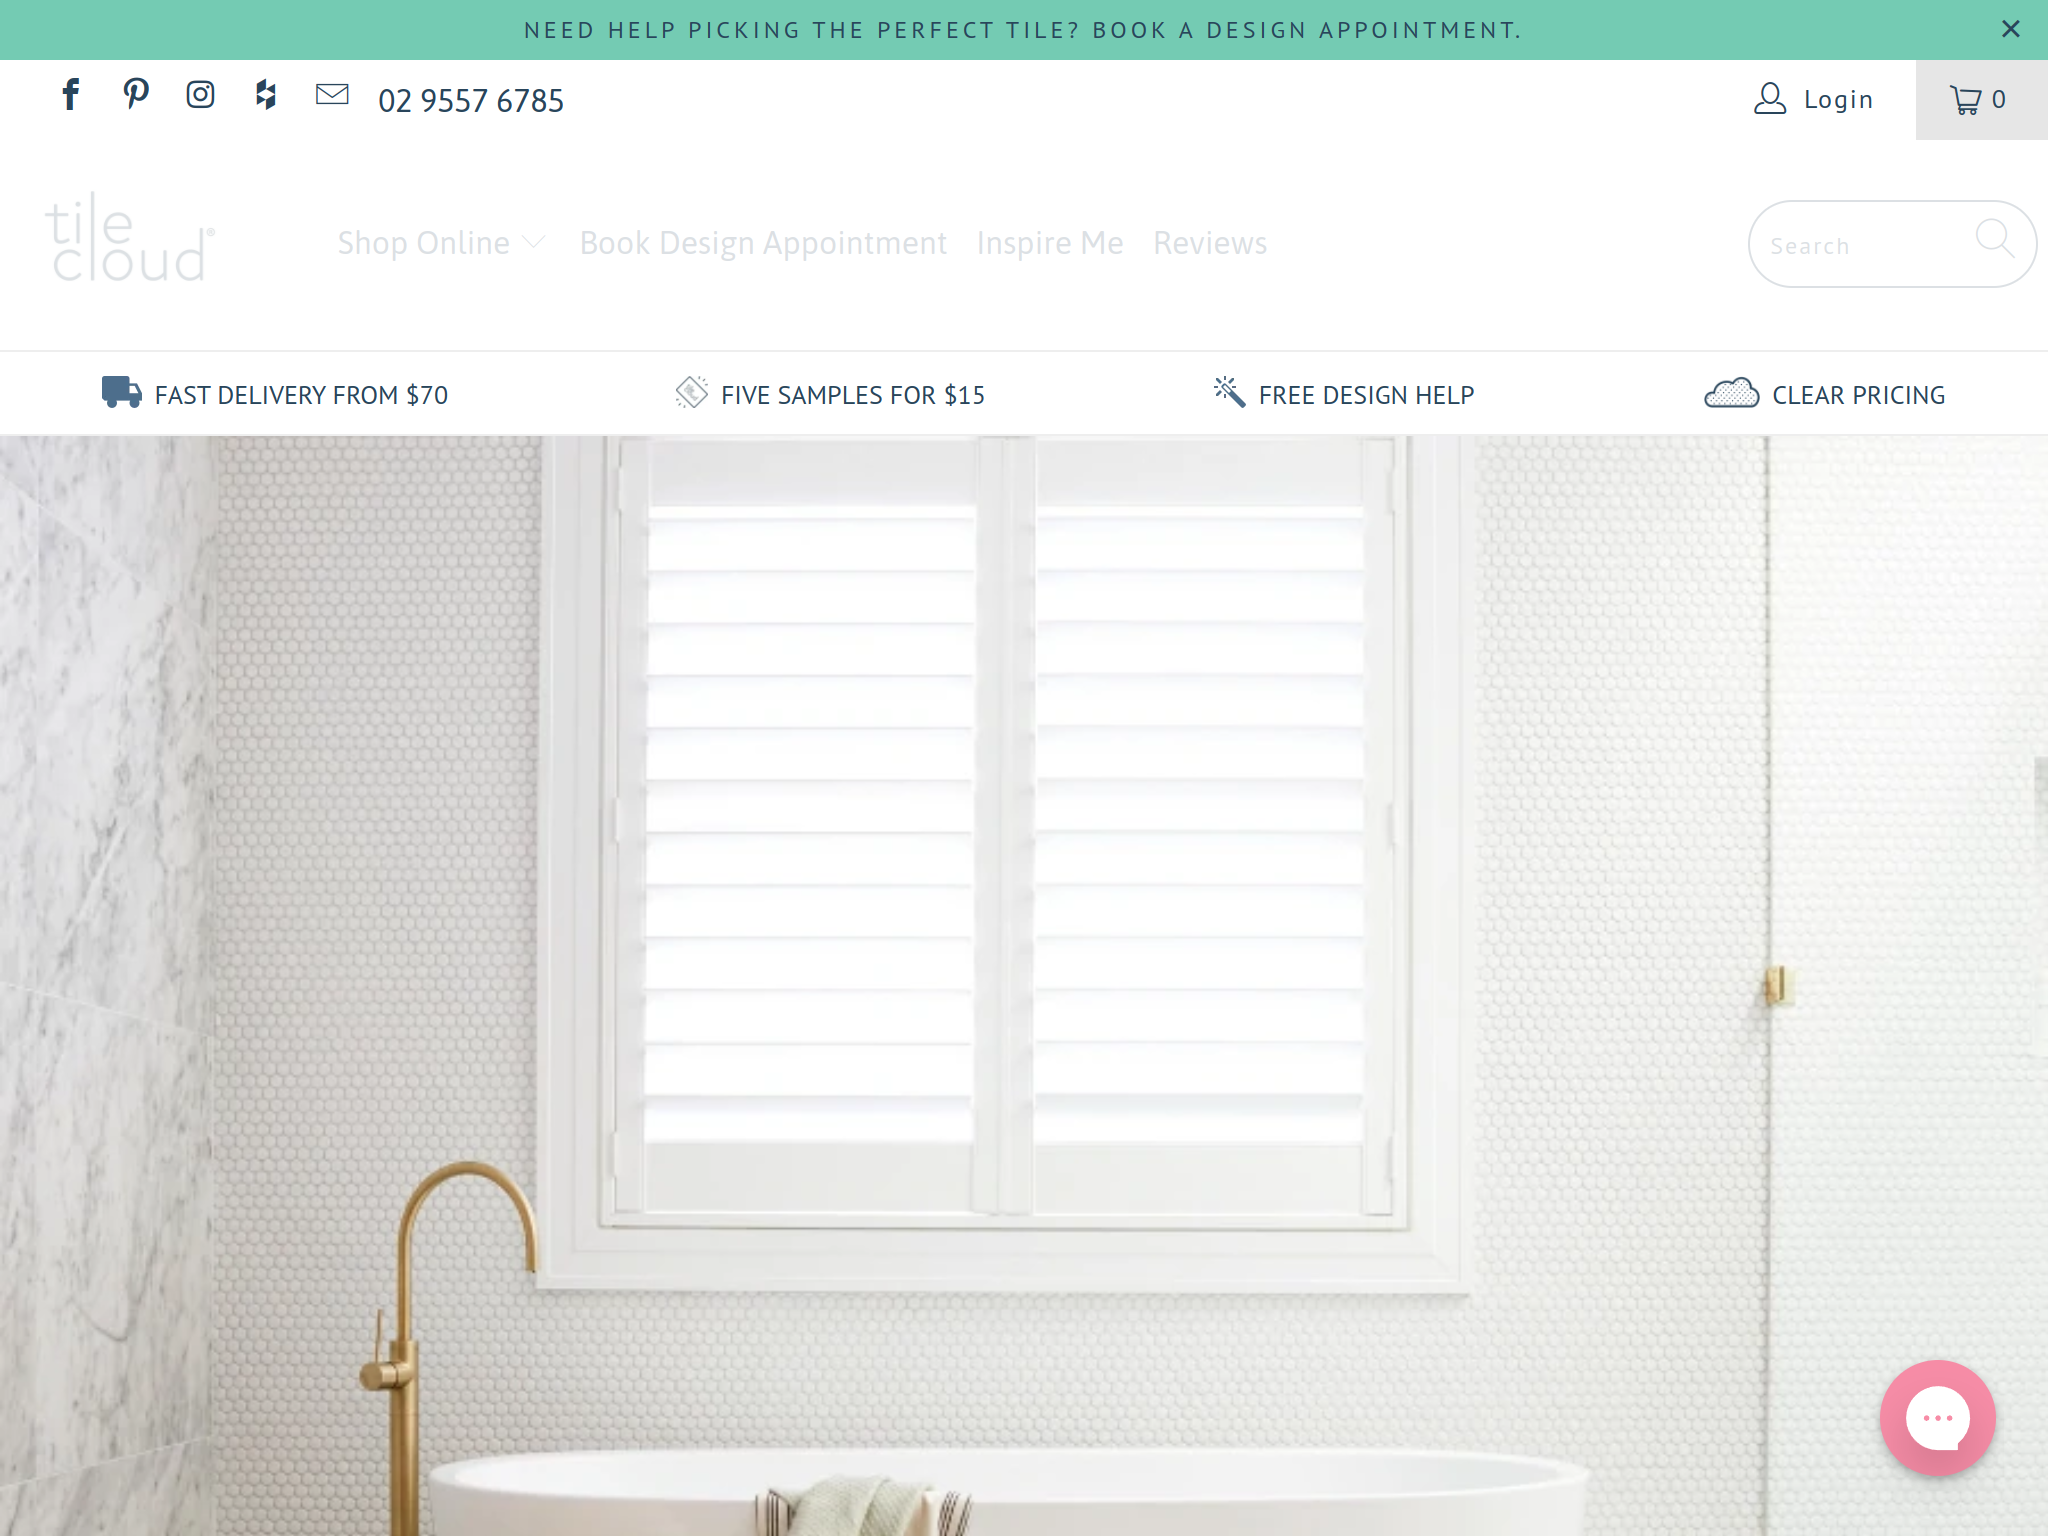 NEED HELP PICKING THE PERFECT TILE? BOOK A DESIGN APPOINTMENT.
02 9557 6785
Login
0
tile
cloud®
Shop Online
Book Design Appointment
Inspire Me
Reviews
Search
FAST DELIVERY FROM $70
FIVE SAMPLES FOR $15
FREE DESIGN HELP
CLEAR PRICING